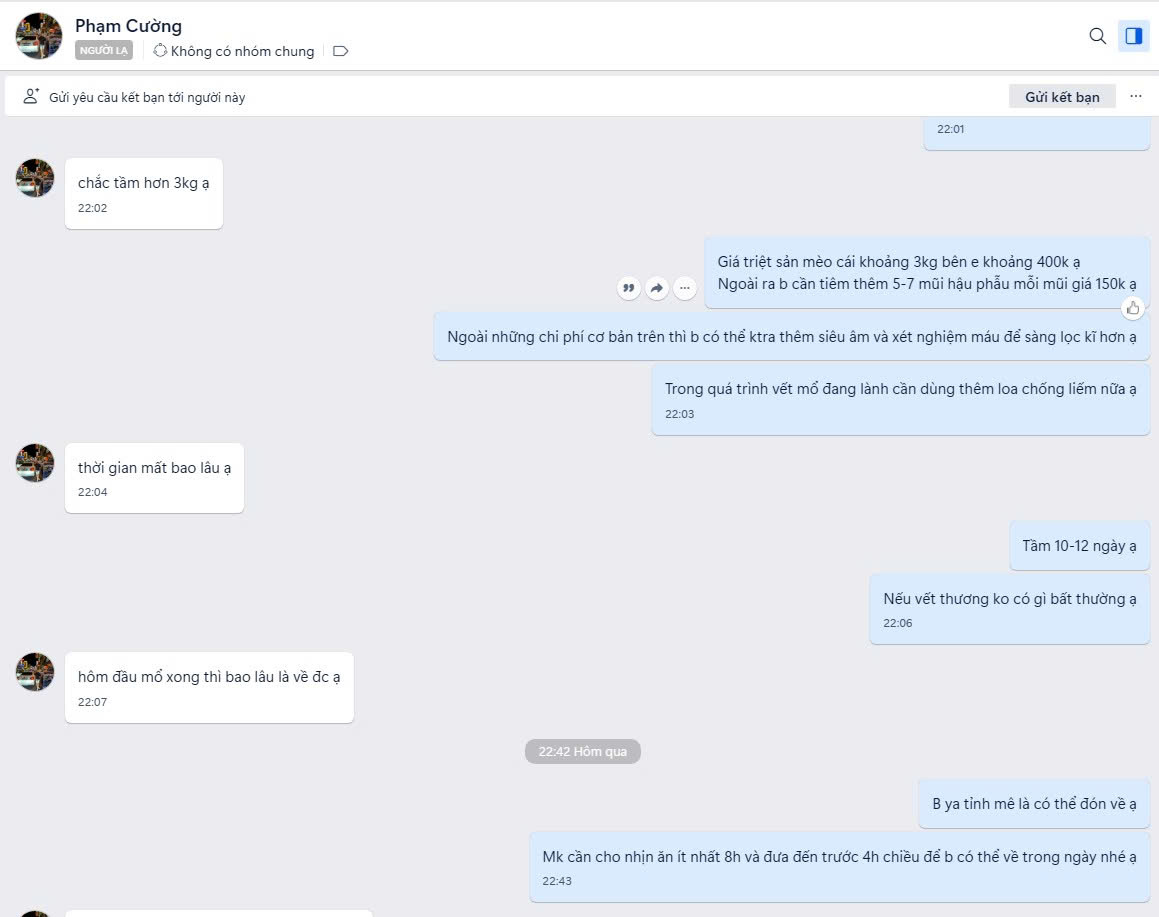 Phạm Cường
NGƯỜI LẠ
Không có nhóm chung
Gửi yêu cầu kết bạn tới người này
Gửi kết bạn
22:01
chắc tầm hơn 3kg ạ
22:02
Giá triệt sản mèo cái khoảng 3kg bên e khoảng 400k ạ
Ngoài ra b cần tiêm thêm 5-7 mũi hậu phẫu mỗi mũi giá 150k ạ
Ngoài những chi phí cơ bản trên thì b có thể ktra thêm siêu âm và xét nghiệm máu để sàng lọc kĩ hơn ạ
Trong quá trình vết mổ đang lành cần dùng thêm loa chống liếm nữa ạ
22:03
thời gian mất bao lâu ạ
22:04
Tầm 10-12 ngày ạ
Nếu vết thương ko có gì bất thường ạ
22:06
hôm đầu mổ xong thì bao lâu là về đc ạ
22:07
22:42 Hôm qua
B ya tỉnh mê là có thể đón về ạ
Mk cần cho nhịn ăn ít nhất 8h và đưa đến trước 4h chiều để b có thể về trong ngày nhé ạ
22:43